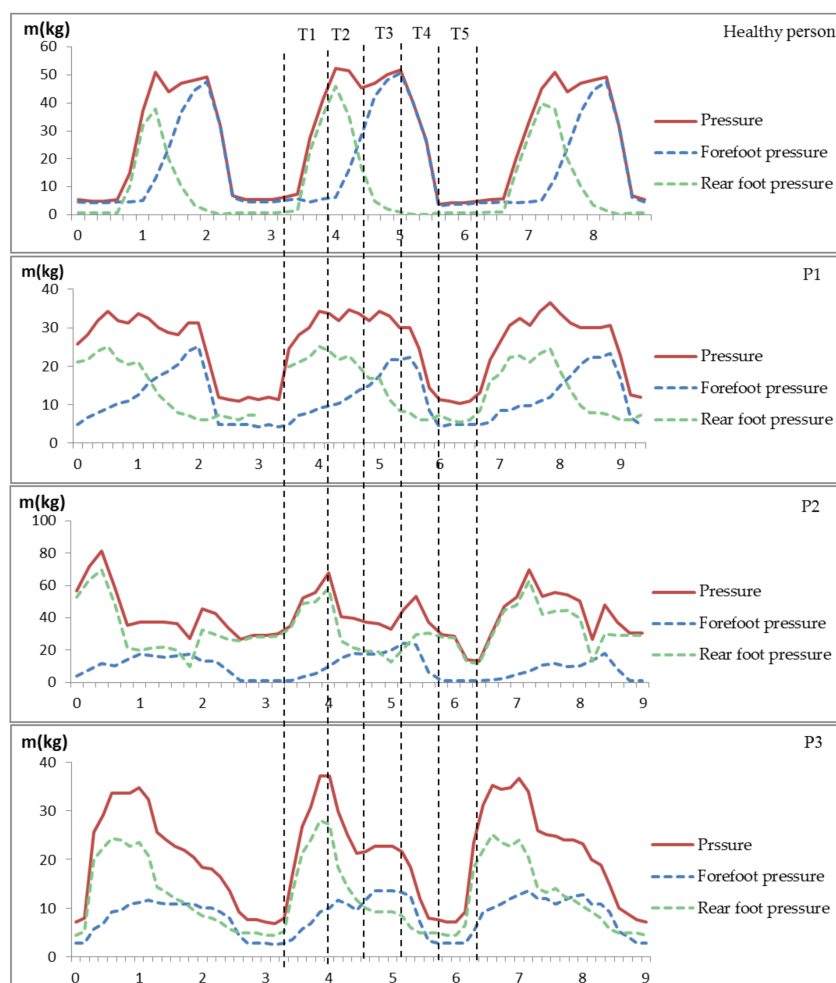 m(kg) T1 T2 T3 T4 T5 Healthy person
60
50
40
30
20
10
0
Pressure
Forefoot pressure
Rear foot pressure
0 1 2 3 4 5 6 7 8
m(kg) P1
40
30
20
10
0
Pressure
Forefoot pressure
Rear foot pressure
0 1 2 3 4 5 6 7 8 9
m(kg) P2
100
80
60
40
20
0
Pressure
Forefoot pressure
Rear foot pressure
0 1 2 3 4 5 6 7 8 9
m(kg) P3
40
30
20
10
0
Prssure
Forefoot pressure
Rear foot pressure
0 1 2 3 4 5 6 7 8 9